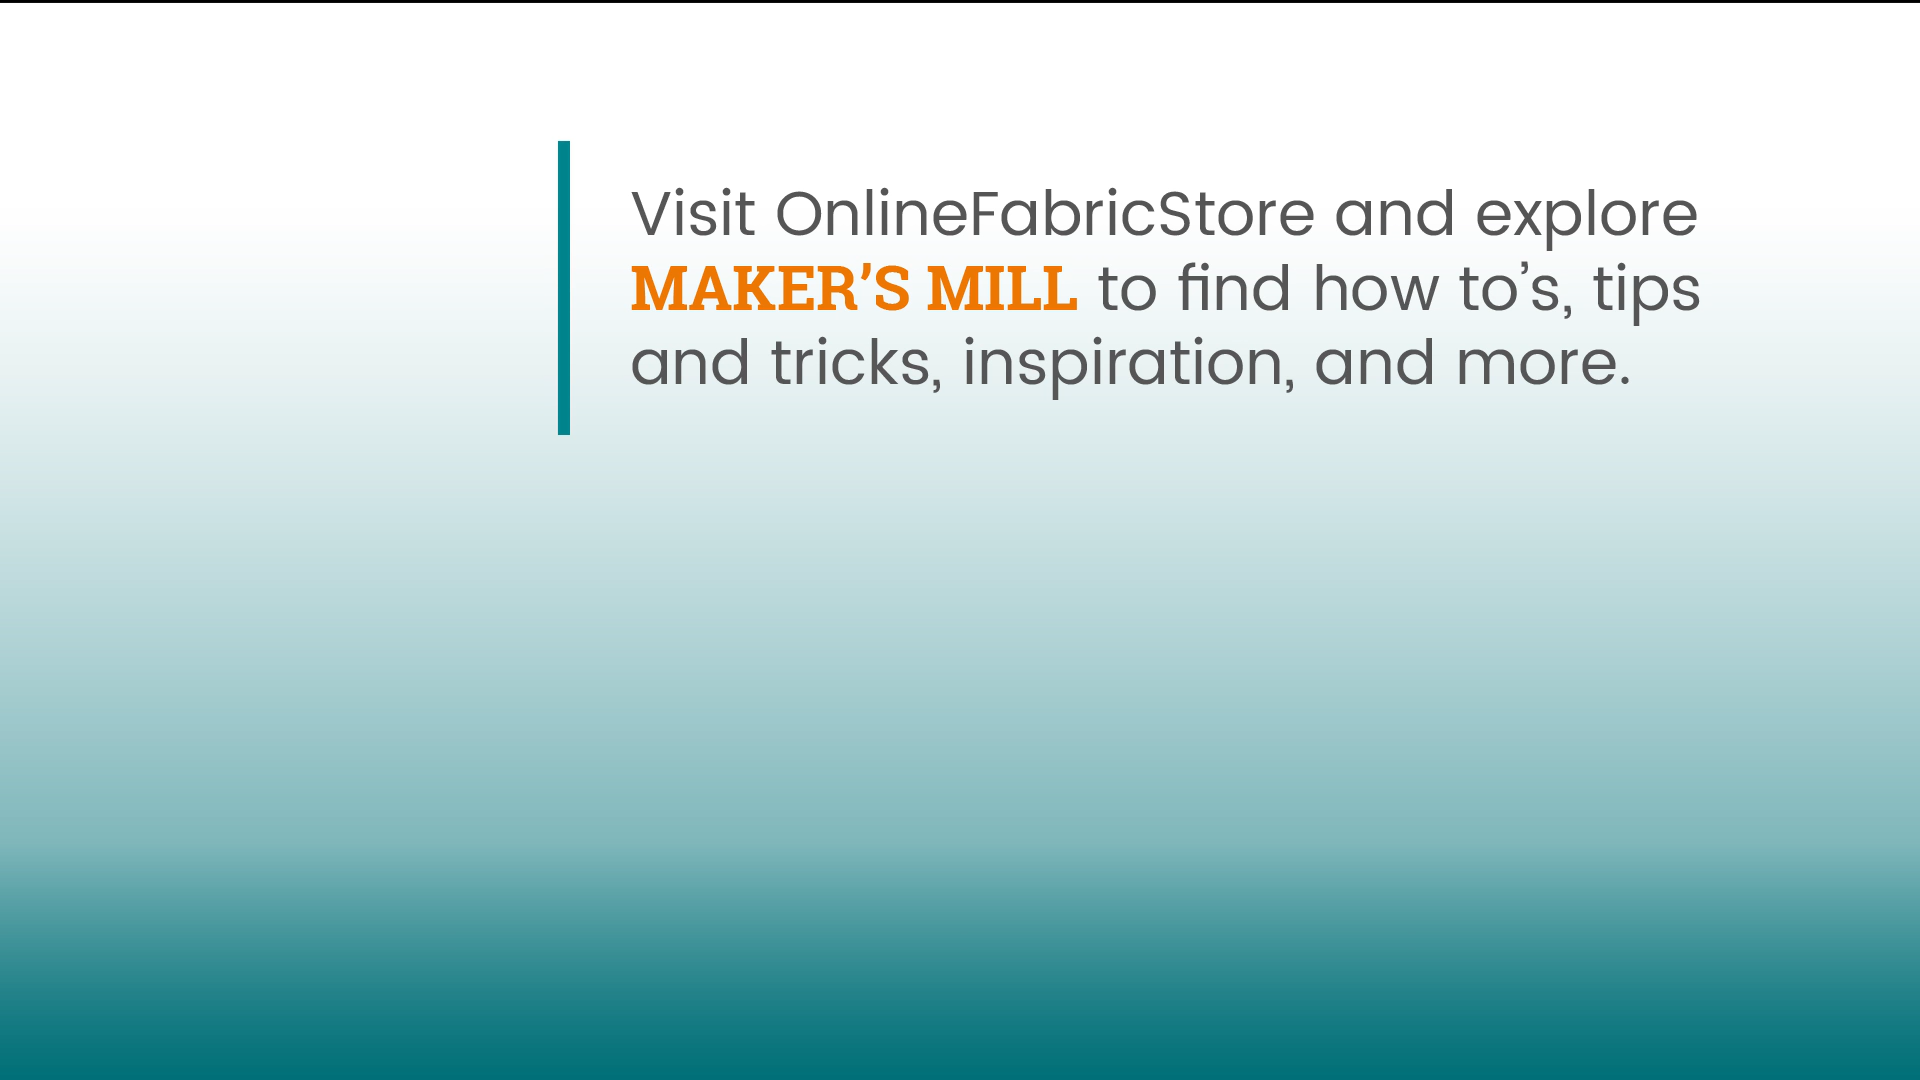 Visit OnlineFabricStore and explore
MAKER’S MILL to find how to’s, tips
and tricks, inspiration, and more.